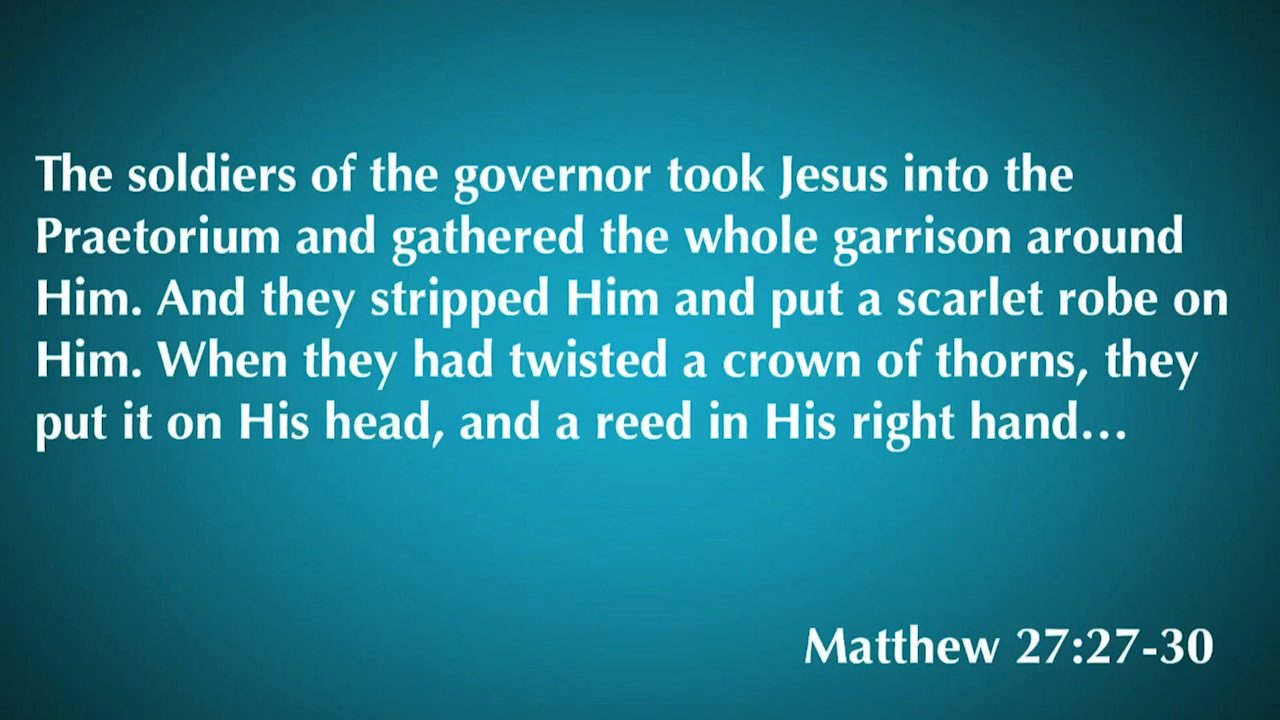 The soldiers of the governor took Jesus into the
Praetorium and gathered the whole garrison around
Him. And they stripped Him and put a scarlet robe on
Him. When they had twisted a crown of thorns, they
put it on His head, and a reed in His right hand…
Matthew 27:27-30